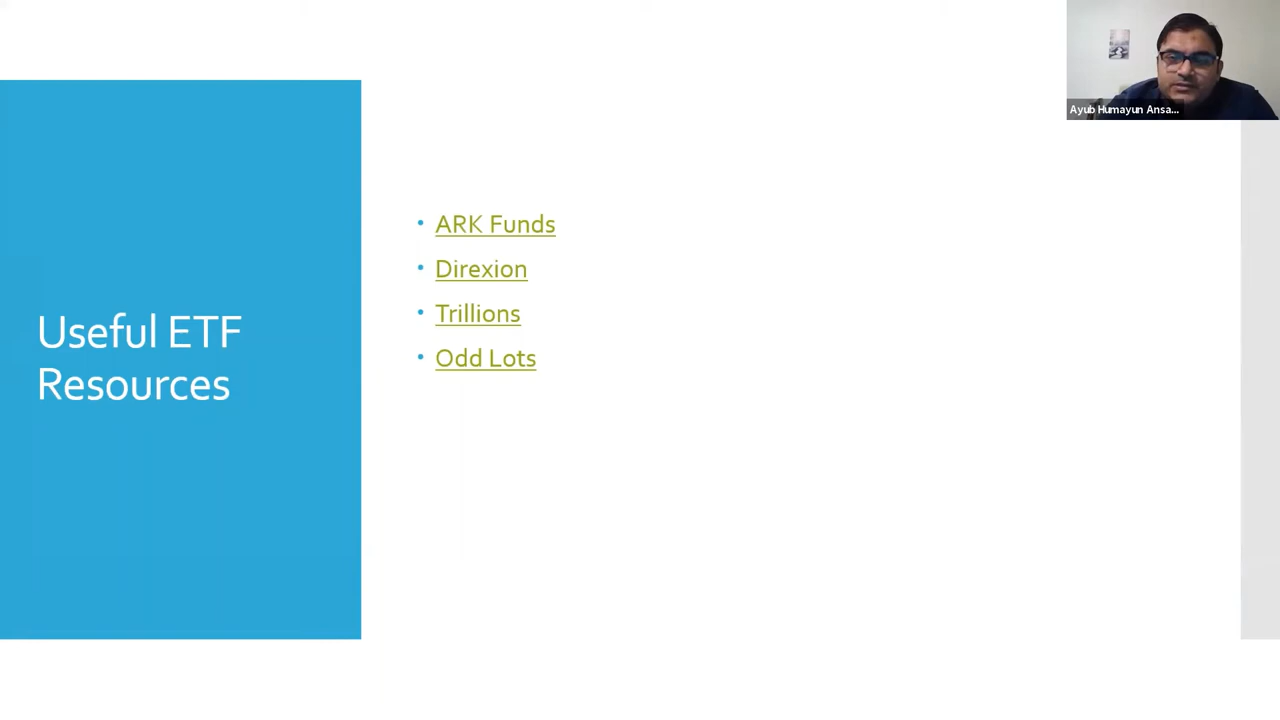 Ayub Humayun Ansa...
Useful ETF
Resources
• ARK Funds
• Direxion
• Trillions
• Odd Lots